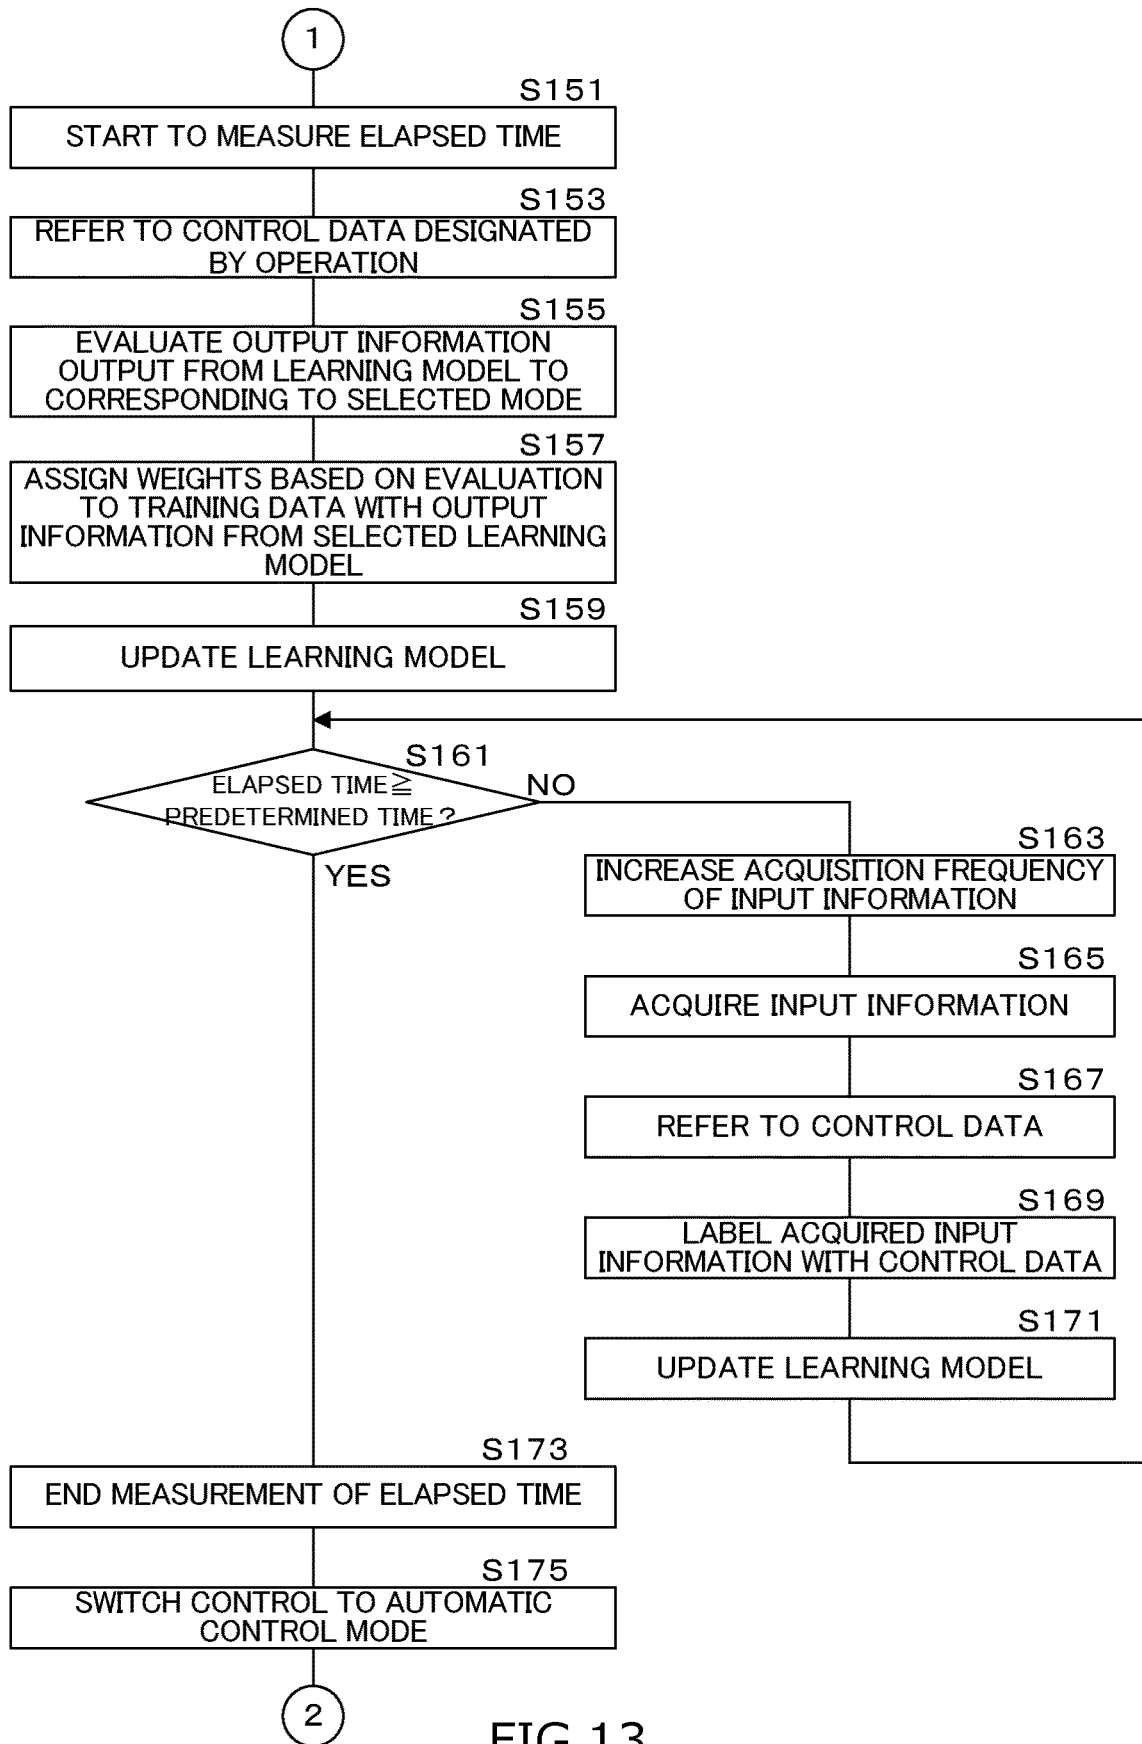 1
S151
START TO MEASURE ELAPSED TIME
S153
REFER TO CONTROL DATA DESIGNATED
BY OPERATION
S155
EVALUATE OUTPUT INFORMATION
OUTPUT FROM LEARNING MODEL TO
CORRESPONDING TO SELECTED MODE
S157
ASSIGN WEIGHTS BASED ON EVALUATION
TO TRAINING DATA WITH OUTPUT
INFORMATION FROM SELECTED LEARNING
MODEL
S159
UPDATE LEARNING MODEL
S161
ELAPSED TIME≧
PREDETERMINED TIME?
NO
YES
S163
INCREASE ACQUISITION FREQUENCY
OF INPUT INFORMATION
S165
ACQUIRE INPUT INFORMATION
S167
REFER TO CONTROL DATA
S169
LABEL ACQUIRED INPUT
INFORMATION WITH CONTROL DATA
S171
UPDATE LEARNING MODEL
S173
END MEASUREMENT OF ELAPSED TIME
S175
SWITCH CONTROL TO AUTOMATIC
CONTROL MODE
2
FIG.13